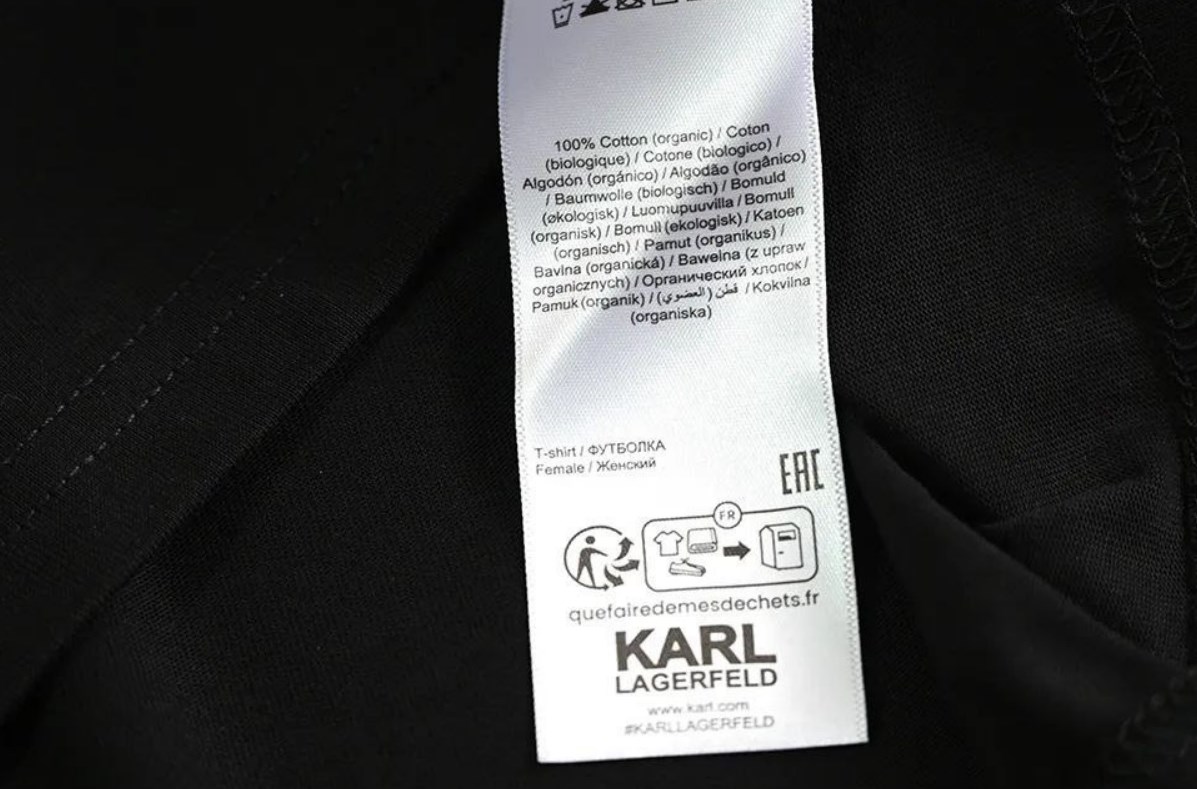 100% Cotton (organic) / Coton
(biologique) / Cotone (biologico) /
Algodón (orgánico) / Algodão (orgânico)
/ Baumwolle (biologisch) / Bomuld
(økologisk) / Luomupuuvilla / Bomull
(organisk) / Bomull (ekologisk) / Katoen
(organisch) / Pamut (organikus) /
Bavlna (organická) / Bawełna (z upraw
organicznych) / Органический хлопок /
Pamuk (organik) / قطن (العضوي) / Kokvilna
(organiska)
T-shirt / ФУТБОЛКА
Female / Женский
EAC
FR
quefairedemesdechets.fr
KARL
LAGERFELD
www.karl.com
#KARLLAGERFELD